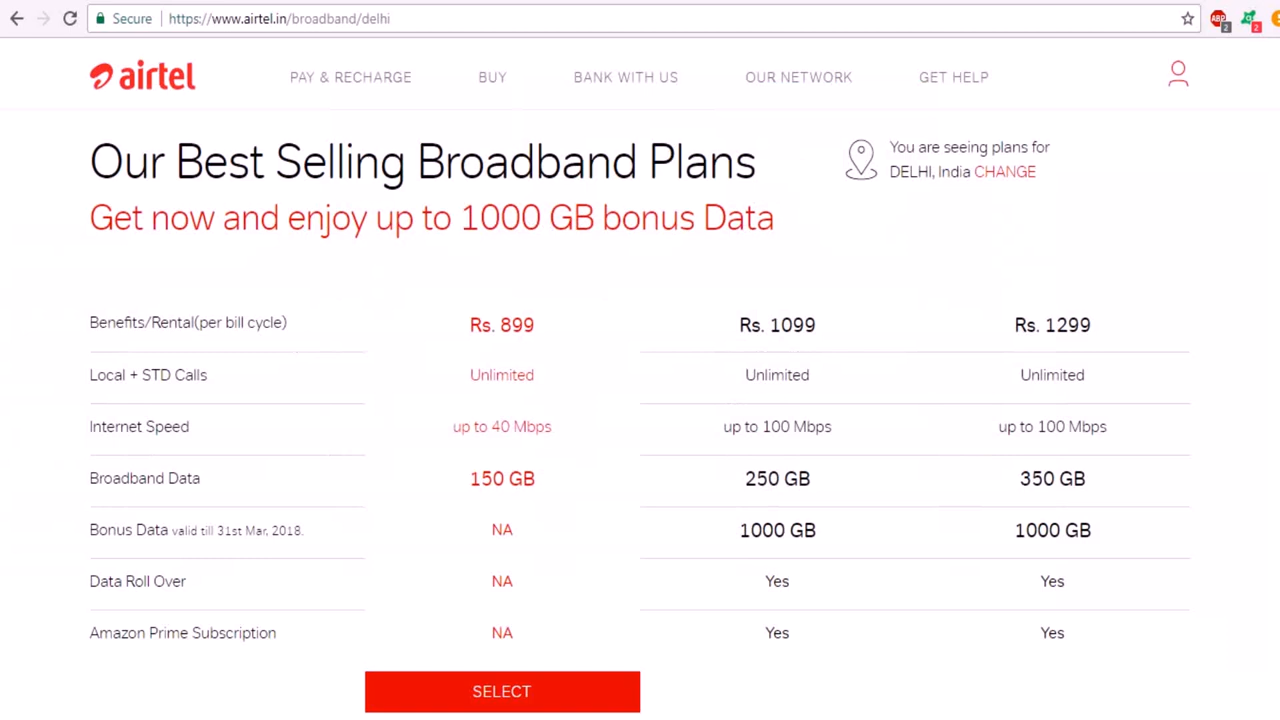 Secure https://www.airtel.in/broadband/delhi
ABP 2 2
airtel PAY & RECHARGE BUY BANK WITH US OUR NETWORK GET HELP
Our Best Selling Broadband Plans
Get now and enjoy up to 1000 GB bonus Data
You are seeing plans for
DELHI, India CHANGE
Benefits/Rental(per bill cycle) Rs. 899 Rs. 1099 Rs. 1299
Local + STD Calls Unlimited Unlimited Unlimited
Internet Speed up to 40 Mbps up to 100 Mbps up to 100 Mbps
Broadband Data 150 GB 250 GB 350 GB
Bonus Data valid till 31st Mar, 2018. NA 1000 GB 1000 GB
Data Roll Over NA Yes Yes
Amazon Prime Subscription NA Yes Yes
SELECT